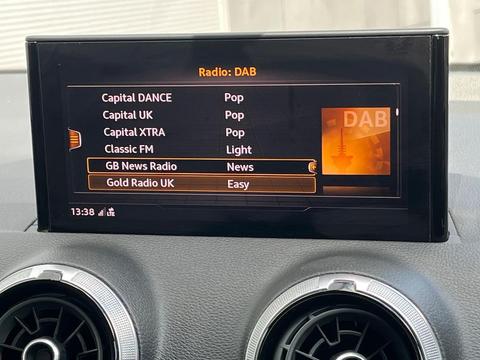 Radio: DAB
Capital DANCE Pop
Capital UK Pop
Capital XTRA Pop
Classic FM Light
GB News Radio News
Gold Radio UK Easy
DAB
13:38 LTE